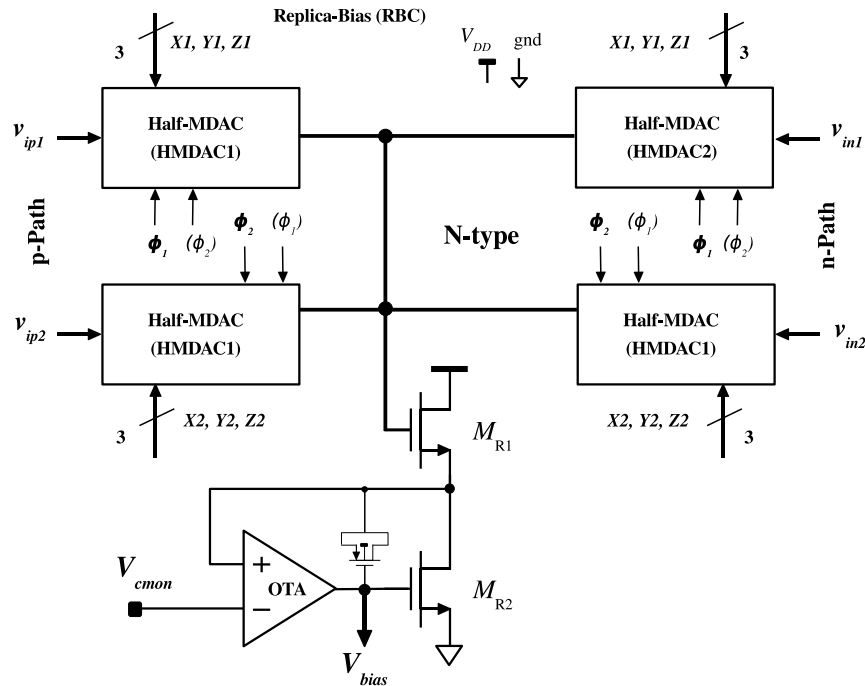 Replica-Bias (RBC)
3
X1, Y1, Z1
V_DD
gnd
X1, Y1, Z1
3
v_ip1
Half-MDAC
(HMDAC1)
Half-MDAC
(HMDAC2)
v_in1
p-Path
ϕ_1
(ϕ_2)
ϕ_2
(ϕ_1)
N-type
ϕ_2
(ϕ_1)
ϕ_1
(ϕ_2)
n-Path
v_ip2
Half-MDAC
(HMDAC1)
Half-MDAC
(HMDAC1)
v_in2
3
X2, Y2, Z2
X2, Y2, Z2
3
M_R1
V_cmon
+
OTA
−
M_R2
V_bias